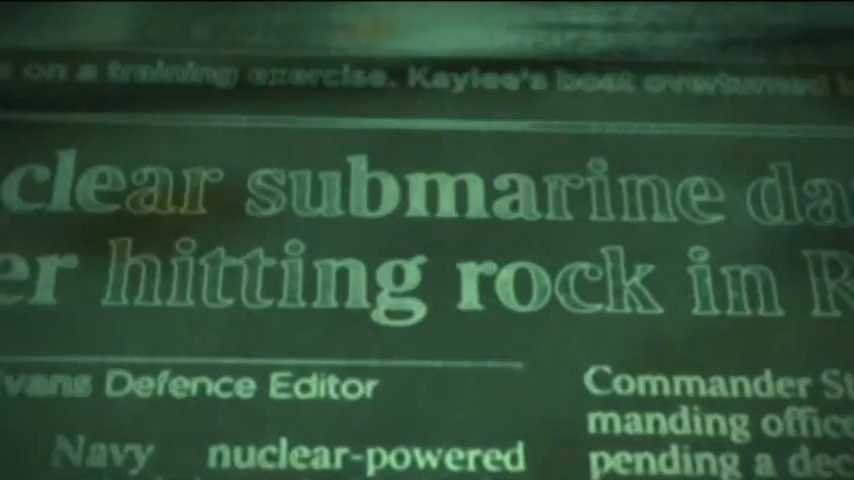 s on a training exercise. Kaylee's boat overturned
clear submarine da
er hitting rock in R
Evans Defence Editor
Commander St
manding office
Navy nuclear-powered
pending a dec